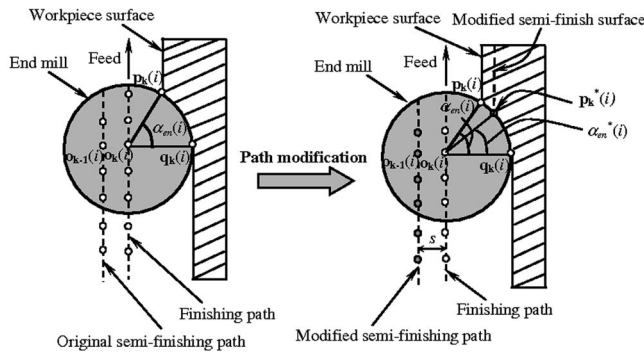 Workpiece surface
End mill
Feed
pk(i)
αen(i)
ok-1(i)
ok(i)
qk(i)
Finishing path
Original semi-finishing path
Path modification
Modified semi-finish surface
Workpiece surface
End mill
Feed
pk(i)
pk*(i)
αen(i)
αen*(i)
ok-1(i)
ok(i)
qk(i)
s
Finishing path
Modified semi-finishing path